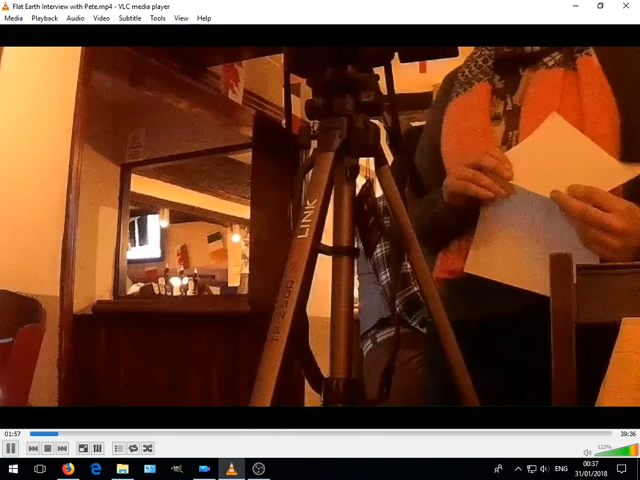 Flat Earth Interview with Pete.mp4 - VLC media player
Media Playback Audio Video Subtitle Tools View Help
LINK
01:57
39:36
122%
ENG
00:37
31/01/2018